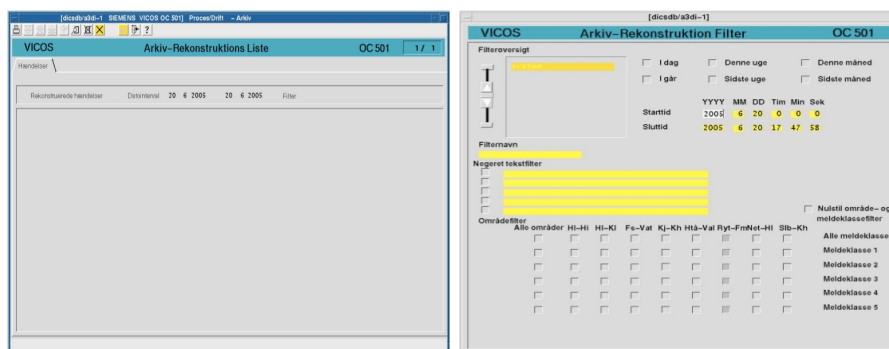 [dicsdb/a3di-1 SIEMENS VICOS OC 501] Proces/Drift - Arkiv
VICOS Arkiv-Rekonstruktions Liste OC 501 1/ 1
Hændelser
Rekonstruerede hændelser Datointerval 20 6 2005 20 6 2005 Filter
[dicsdb/a3di-1]
VICOS Arkiv-Rekonstruktion Filter OC 501
Filteroversigt
I dag Denne uge Denne måned
I går Sidste uge Sidste måned
YYYY MM DD Tim Min Sek
Starttid 2005 6 20 0 0 0
Sluttid 2005 6 20 17 47 58
Filternavn
Negeret tekstfilter
Nulstil område- og
meldeklassefilter
Områdefilter
Alle områder Hl-Hi Hl-Kl Fs-Vat Kj-Kh Htå-Val Ryt-Fm Net-Hl Slb-Kh
Alle meldeklasse
Meldeklasse 1
Meldeklasse 2
Meldeklasse 3
Meldeklasse 4
Meldeklasse 5